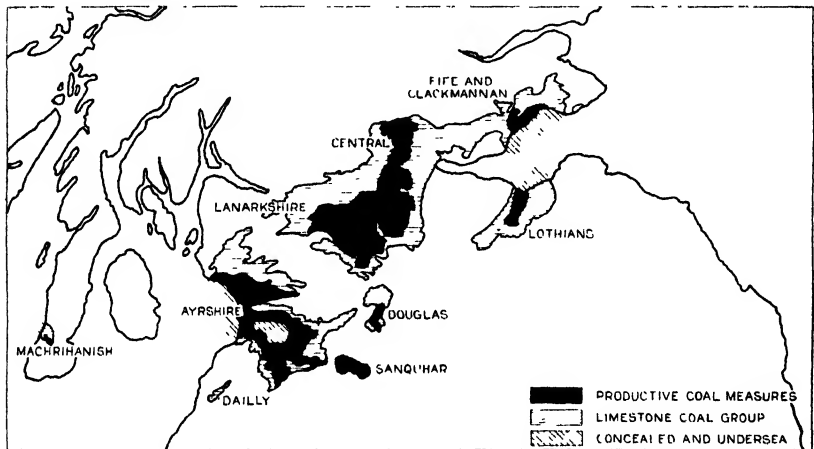 FIFE AND
CLACKMANNAN
CENTRAL
LANARKSHIRE
LOTHIANS
AYRSHIRE
DOUGLAS
MACHRIHANISH
SANQUHAR
DAILLY
PRODUCTIVE COAL MEASURES
LIMESTONE COAL GROUP
CONCEALED AND UNDERSEA